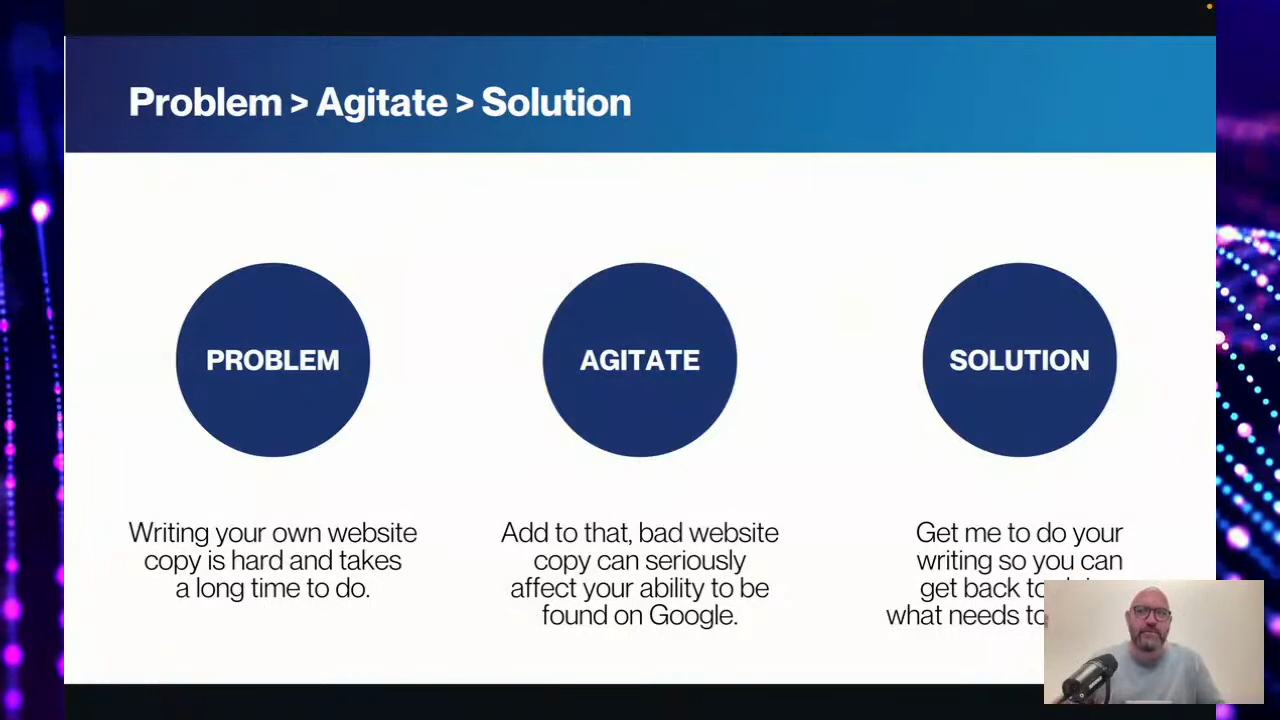 Problem > Agitate > Solution
PROBLEM
Writing your own website
copy is hard and takes
a long time to do.
AGITATE
Add to that, bad website
copy can seriously
affect your ability to be
found on Google.
SOLUTION
Get me to do your
writing so you can
get back to
what needs to